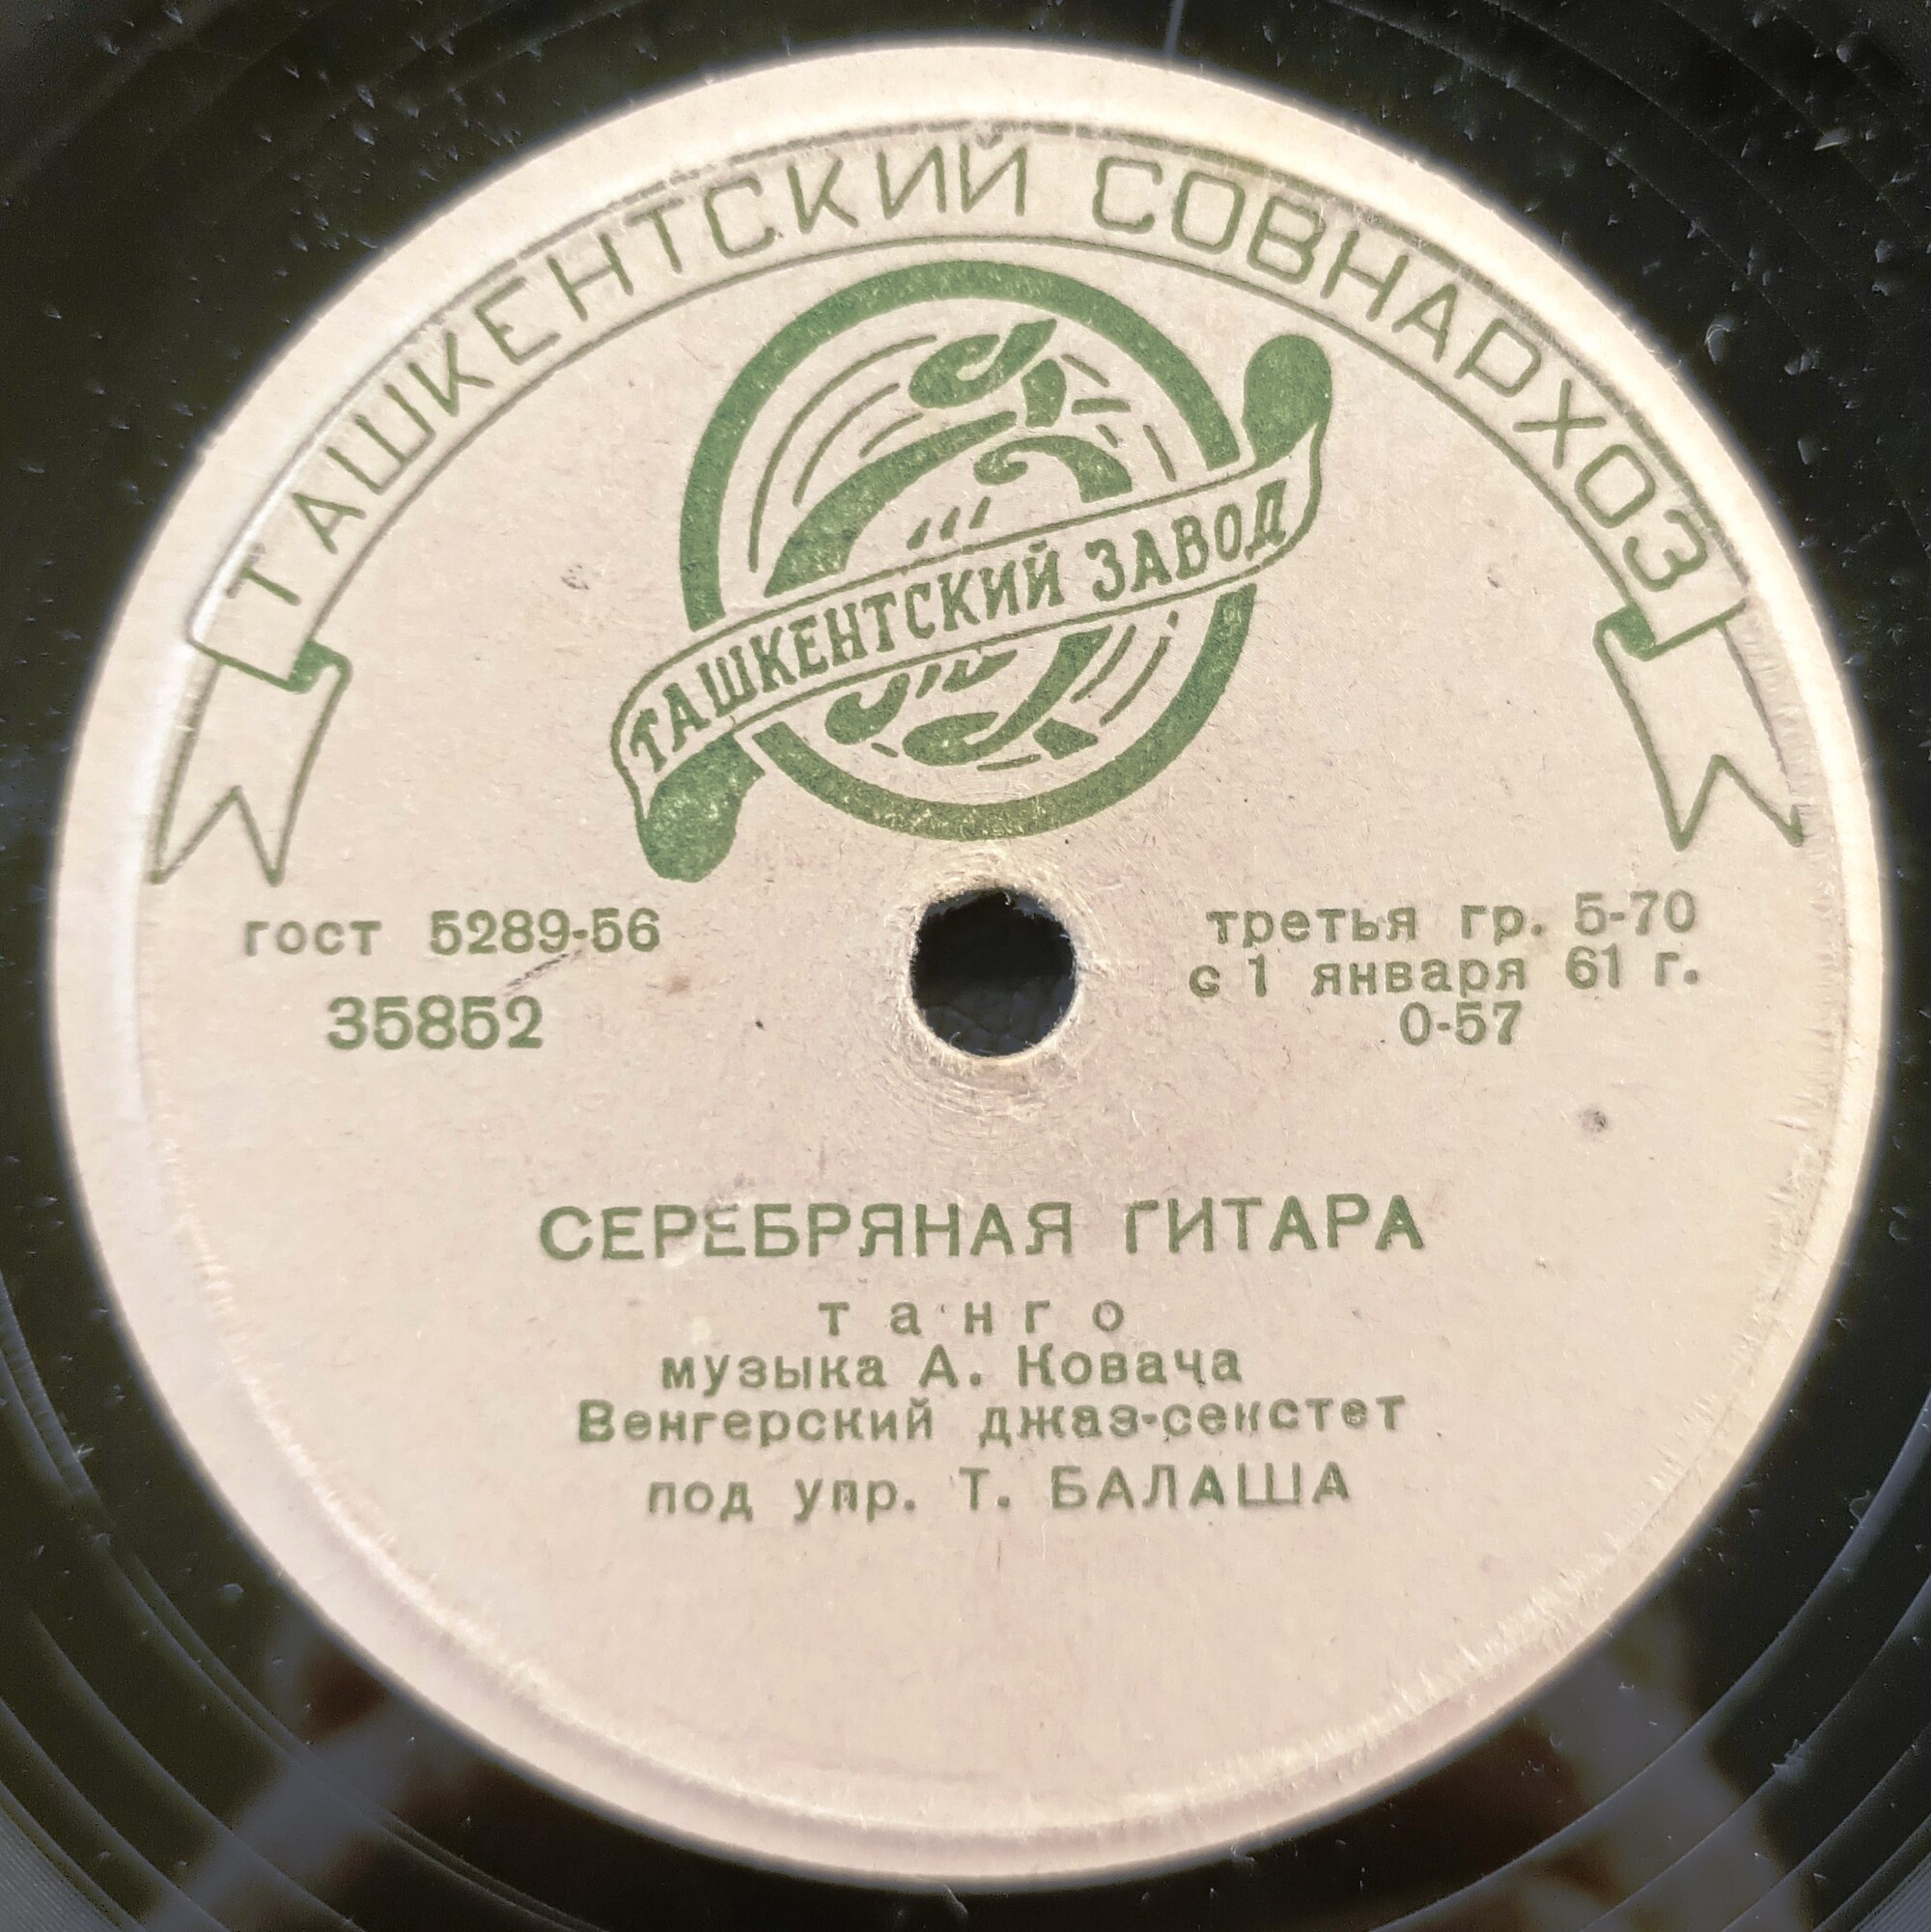 ТАШКЕНТСКИЙ СОВНАРХОЗ
ТАШКЕНТСКИЙ ЗАВОД
гост 5289-56
35852
третья гр. 5-70
с 1 января 61 г.
0-57
СЕРЕБРЯНАЯ ГИТАРА
танго
музыка А. Ковача
Венгерский джаз-секстет
под упр. Т. БАЛАША